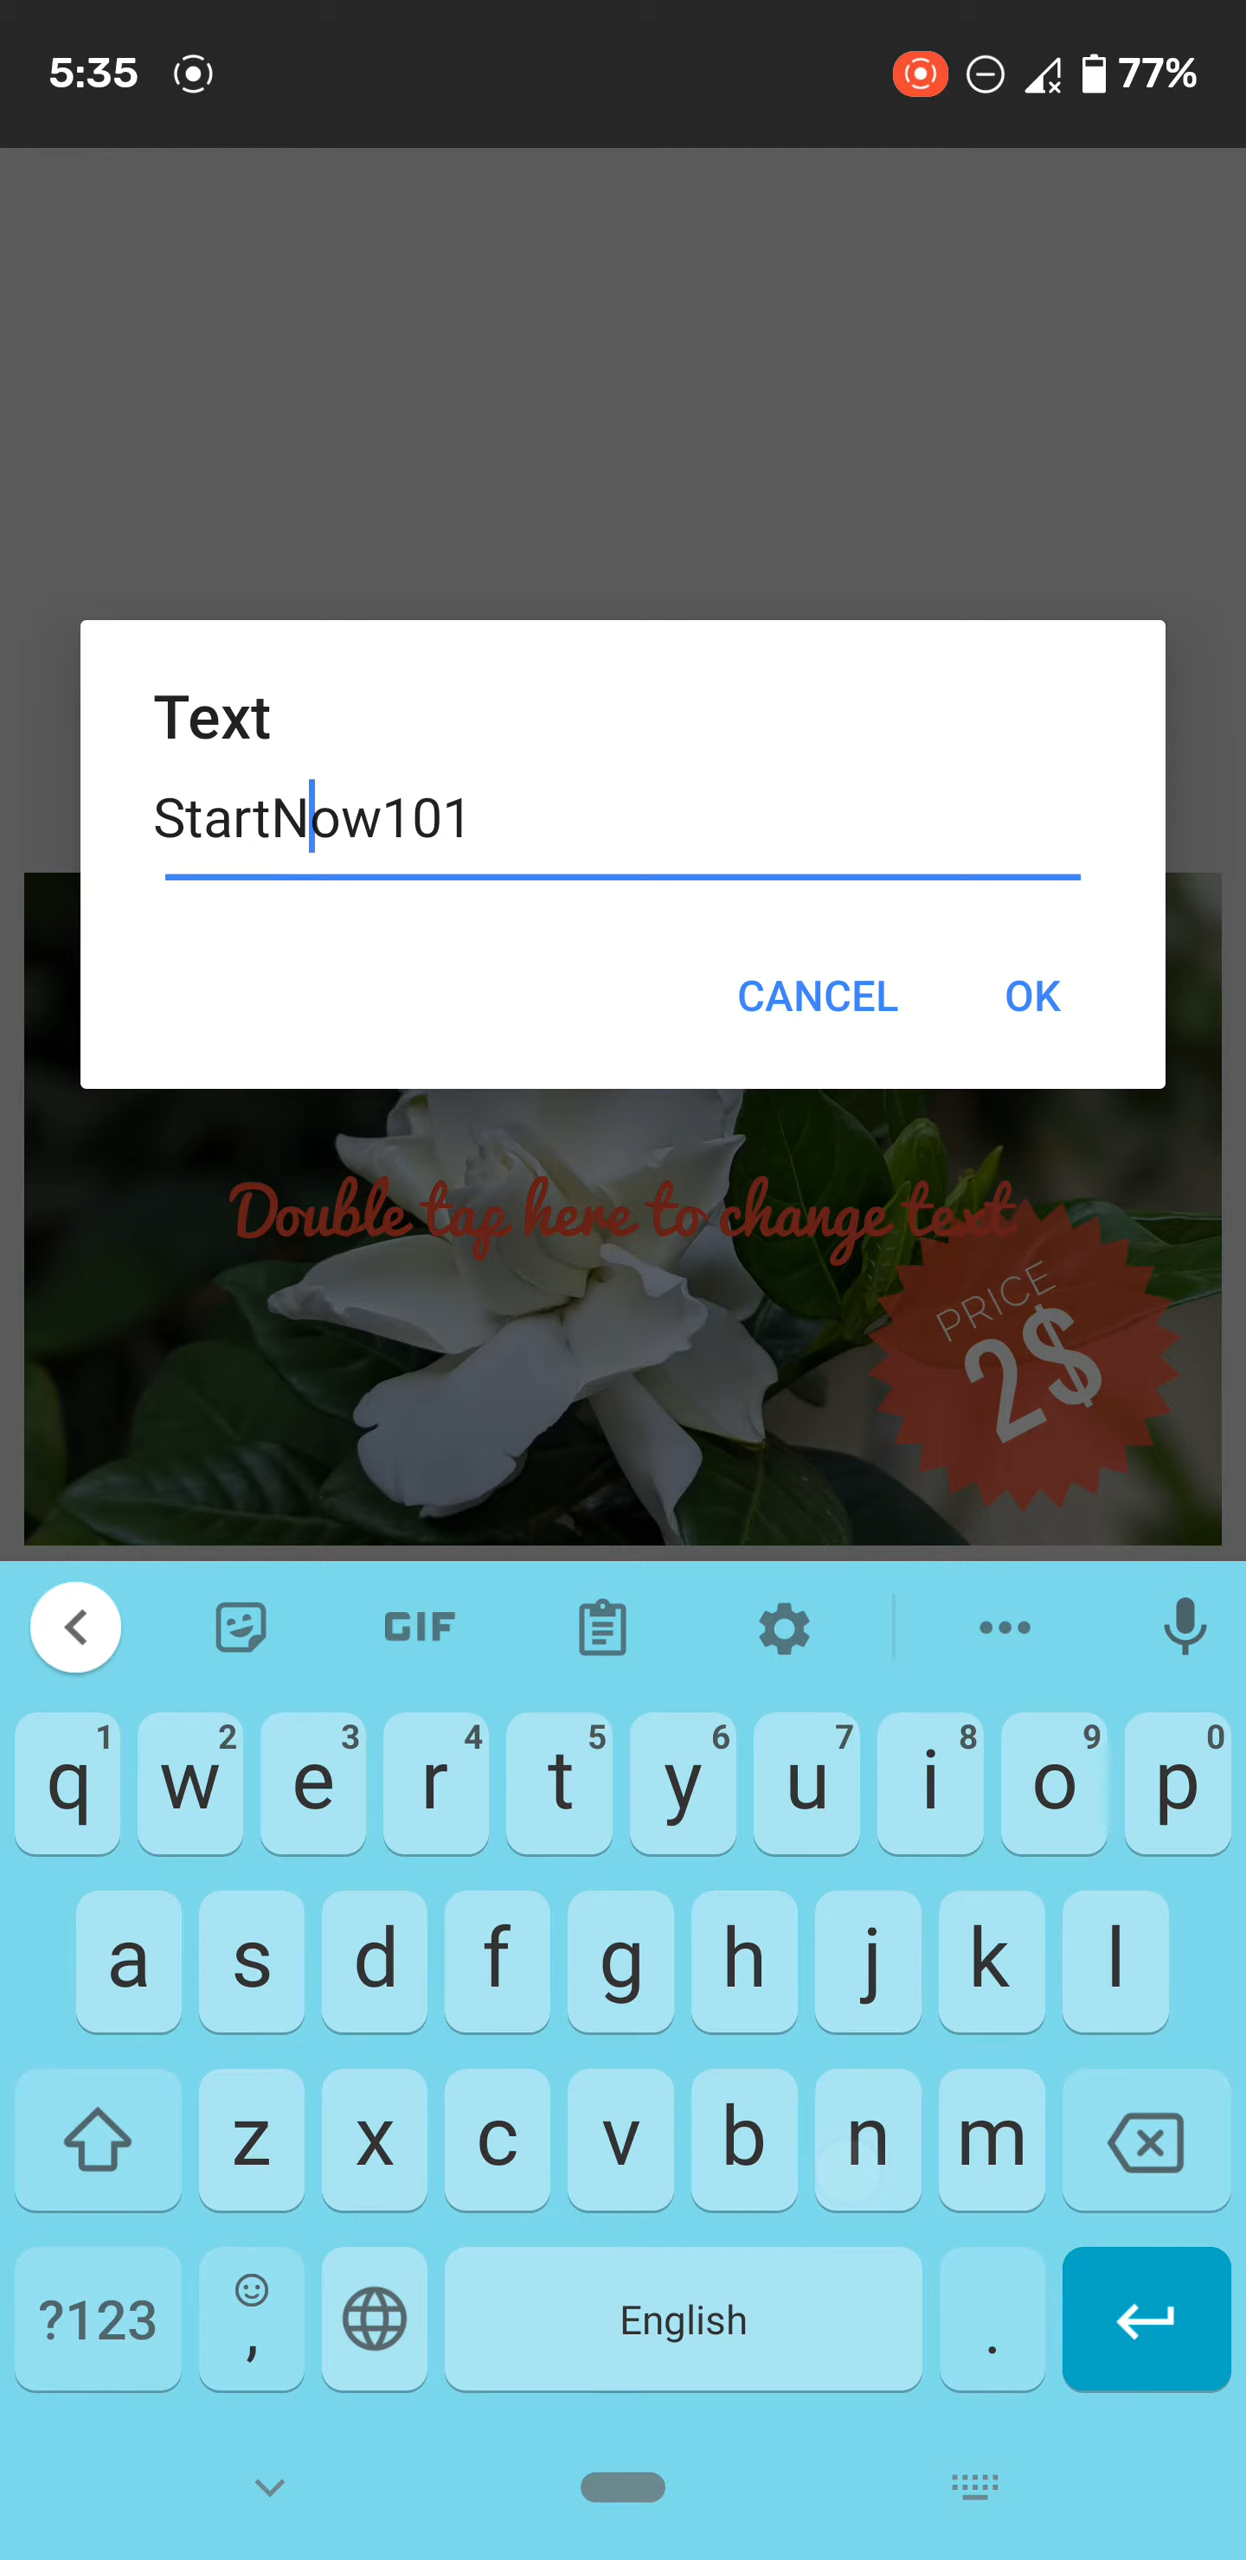 5:35
77%
Text
StartNow101
CANCEL OK
Double tap here to change text
PRICE
2$
GIF
1 2 3 4 5 6 7 8 9 0
q w e r t y u i o p
a s d f g h j k l
z x c v b n m
?123 , English .